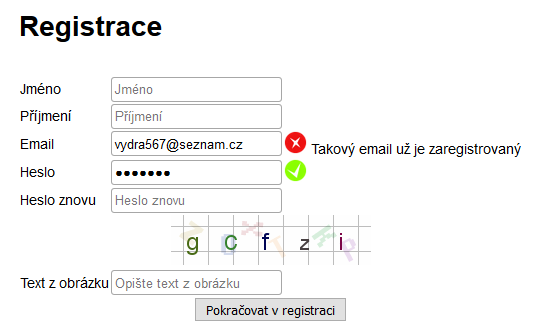 Registrace
Jméno Jméno
Příjmení Příjmení
Email vydra567@seznam.cz Takový email už je zaregistrovaný
Heslo •••••••
Heslo znovu Heslo znovu
g C f z i
Text z obrázku Opište text z obrázku
Pokračovat v registraci